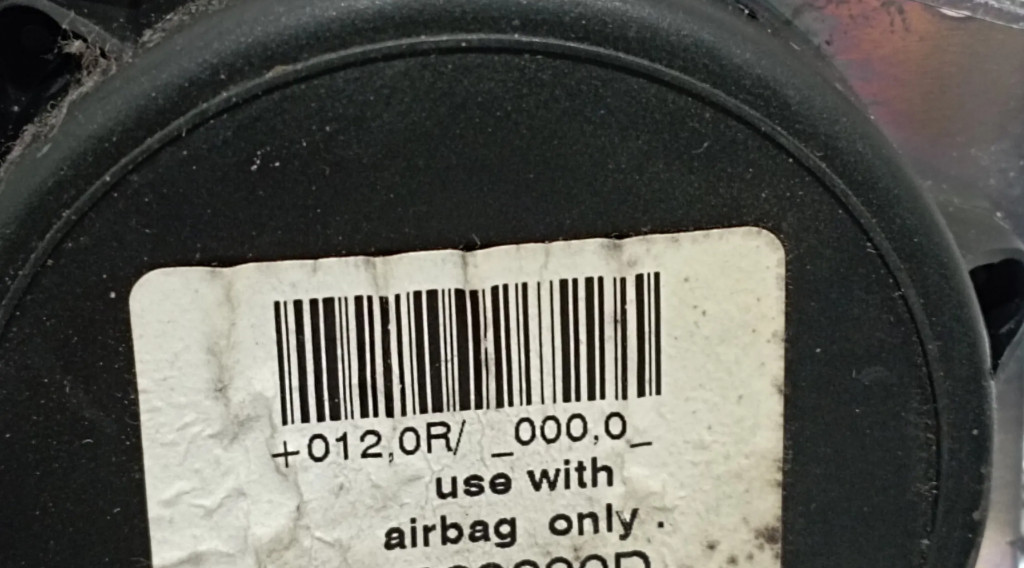 +012,0R/ _000,0_
use with
airbag only .